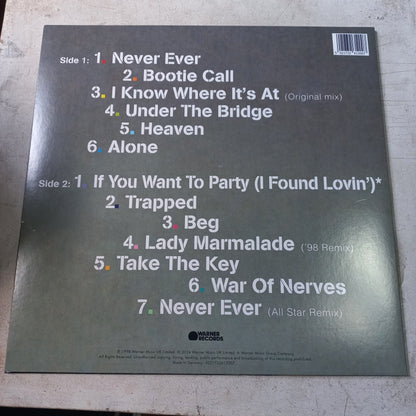 Side 1: 1. Never Ever
2. Bootie Call
3. I Know Where It's At (Original mix)
4. Under The Bridge
5. Heaven
6. Alone
Side 2: 1. If You Want To Party (I Found Lovin')*
2. Trapped
3. Beg
4. Lady Marmalade ('98 Remix)
5. Take The Key
6. War Of Nerves
7. Never Ever (All Star Remix)
WARNER
RECORDS